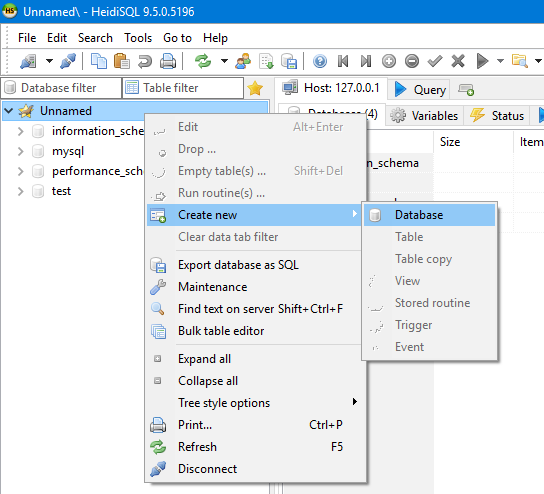 Unnamed\ - HeidiSQL 9.5.0.5196
File Edit Search Tools Go to Help
Database filter Table filter
Host: 127.0.0.1 Query
Databases (4) Variables Status
Size Item
Unnamed
information_sche
mysql
performance_sch
test
n_schema
Edit Alt+Enter
Drop ...
Empty table(s) ... Shift+Del
Run routine(s) ...
Create new
Clear data tab filter
Export database as SQL
Maintenance
Find text on server Shift+Ctrl+F
Bulk table editor
Expand all
Collapse all
Tree style options
Print... Ctrl+P
Refresh F5
Disconnect
Database
Table
Table copy
View
Stored routine
Trigger
Event